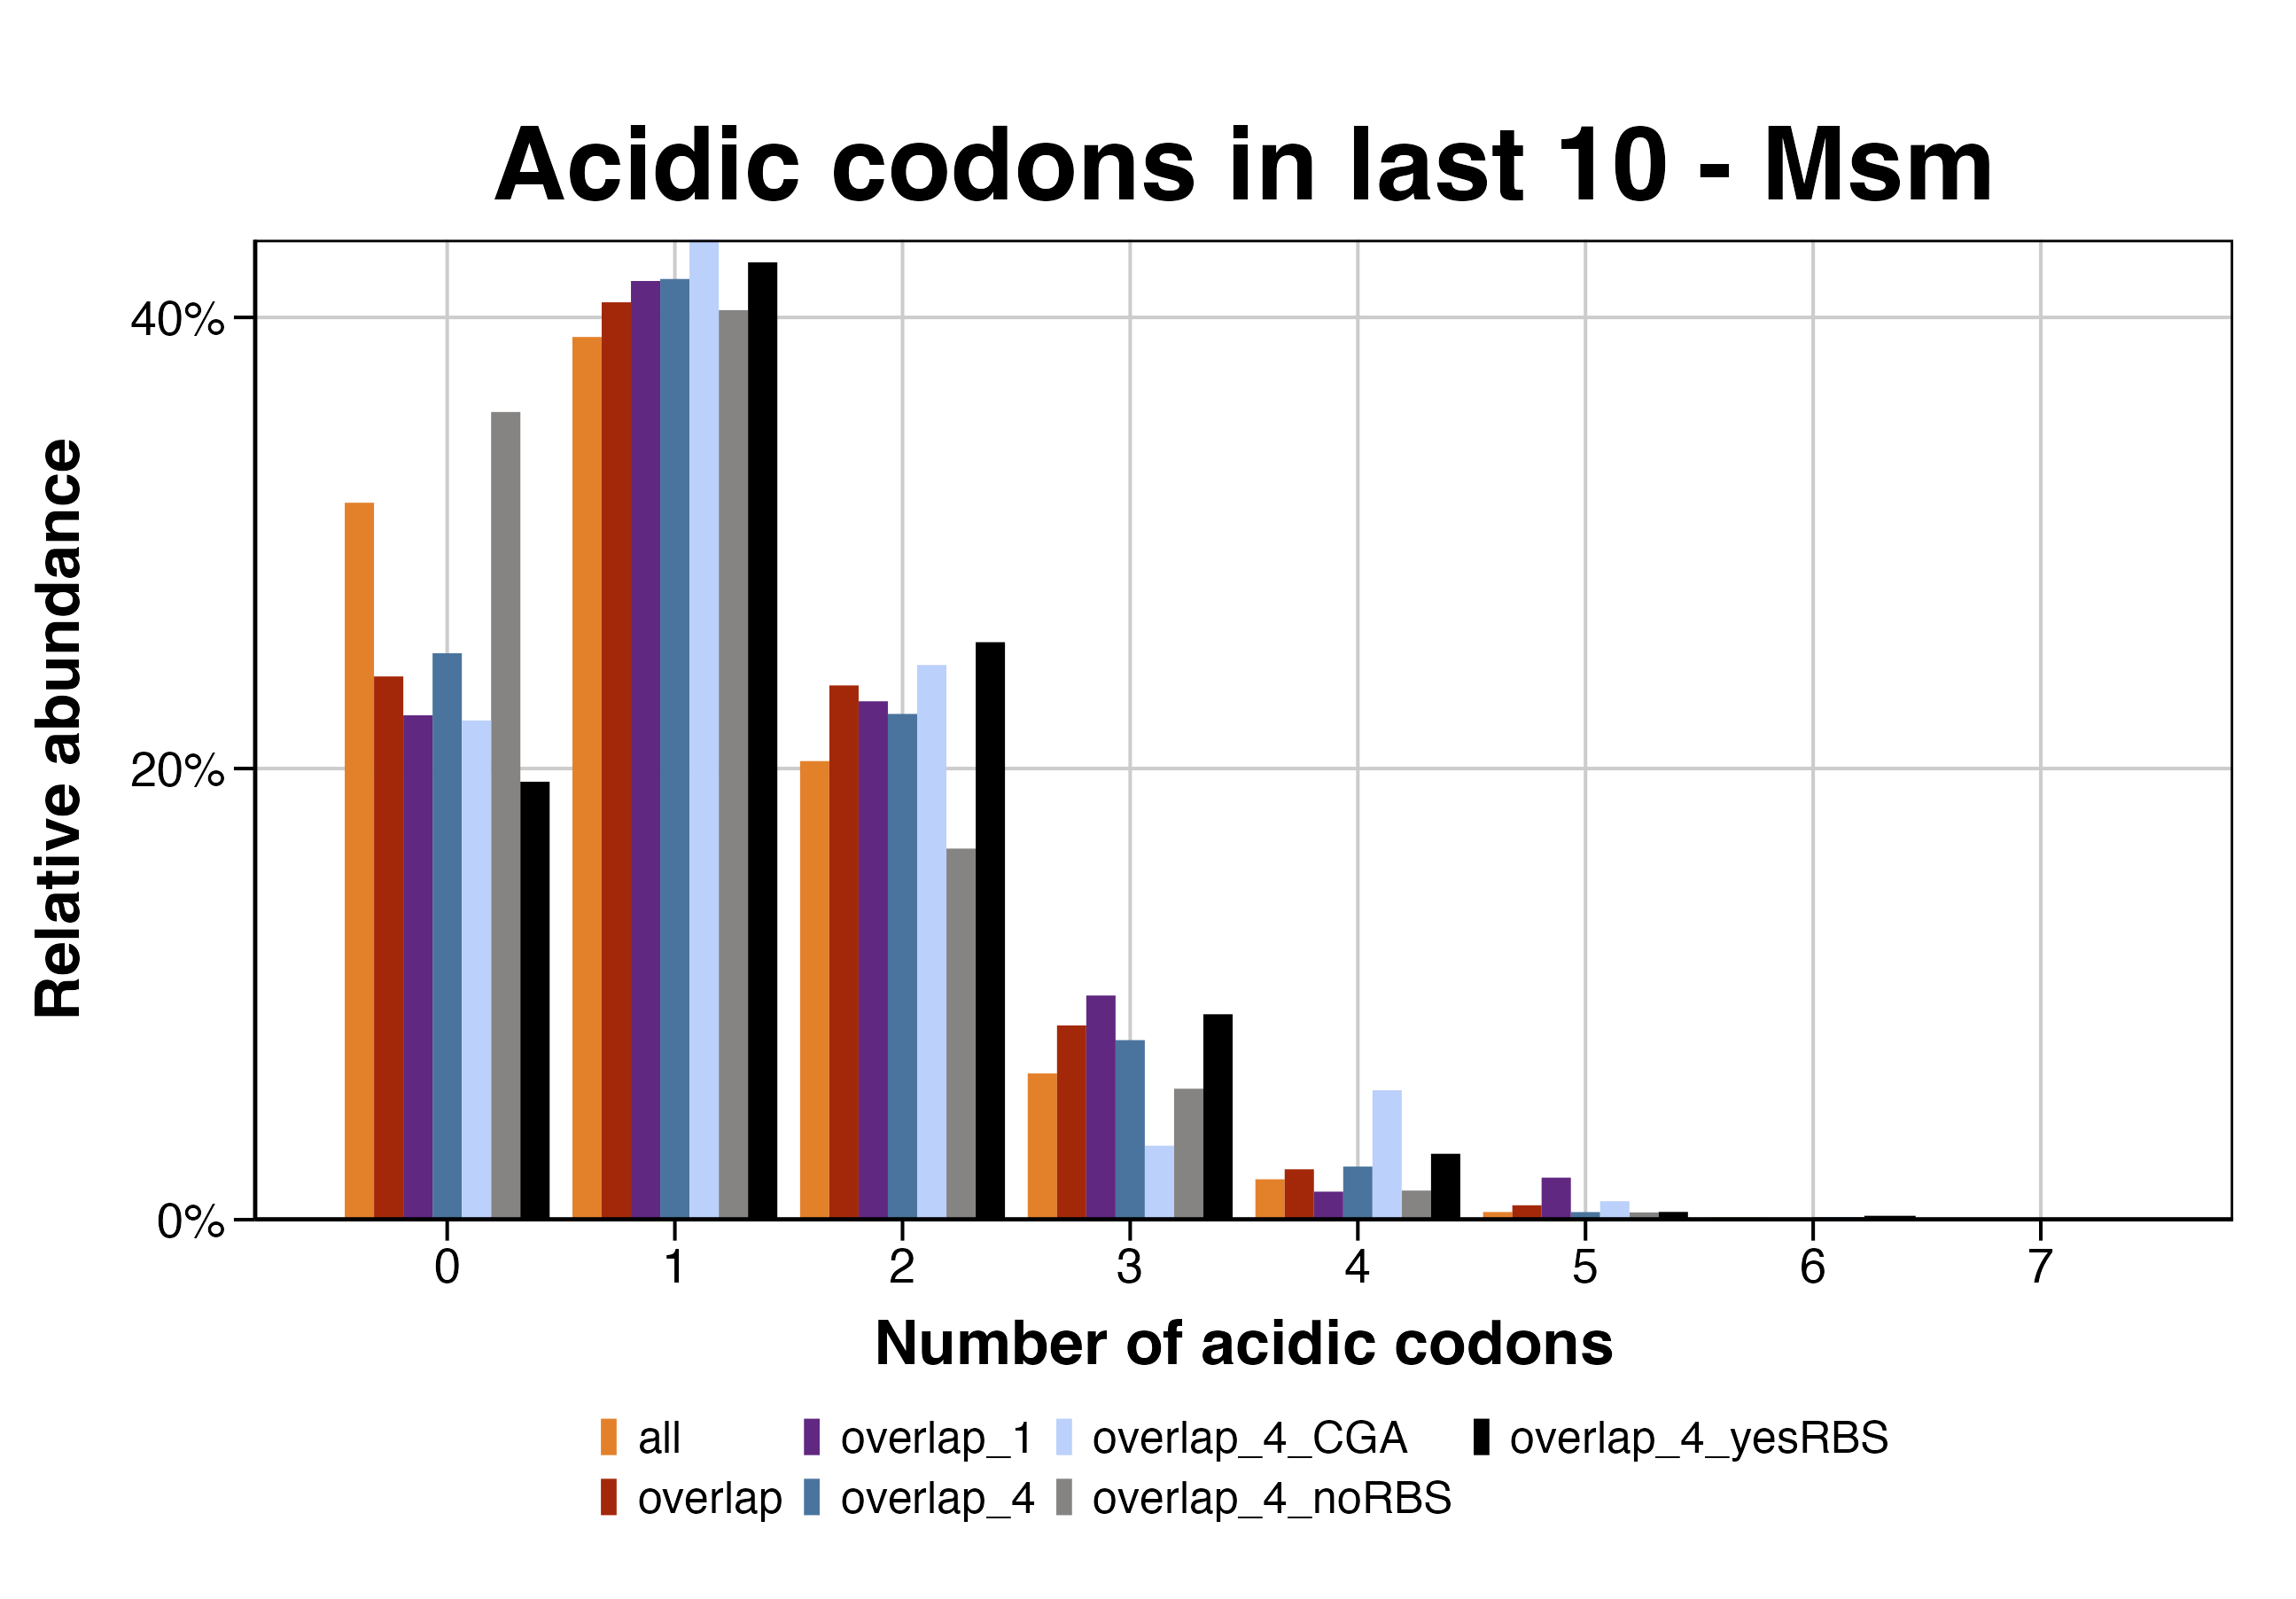 Acidic codons in last 10 - Msm
Relative abundance
40%
20%
0%
0 1 2 3 4 5 6 7
Number of acidic codons
all overlap_1 overlap_4_CGA overlap_4_yesRBS
overlap overlap_4 overlap_4_noRBS